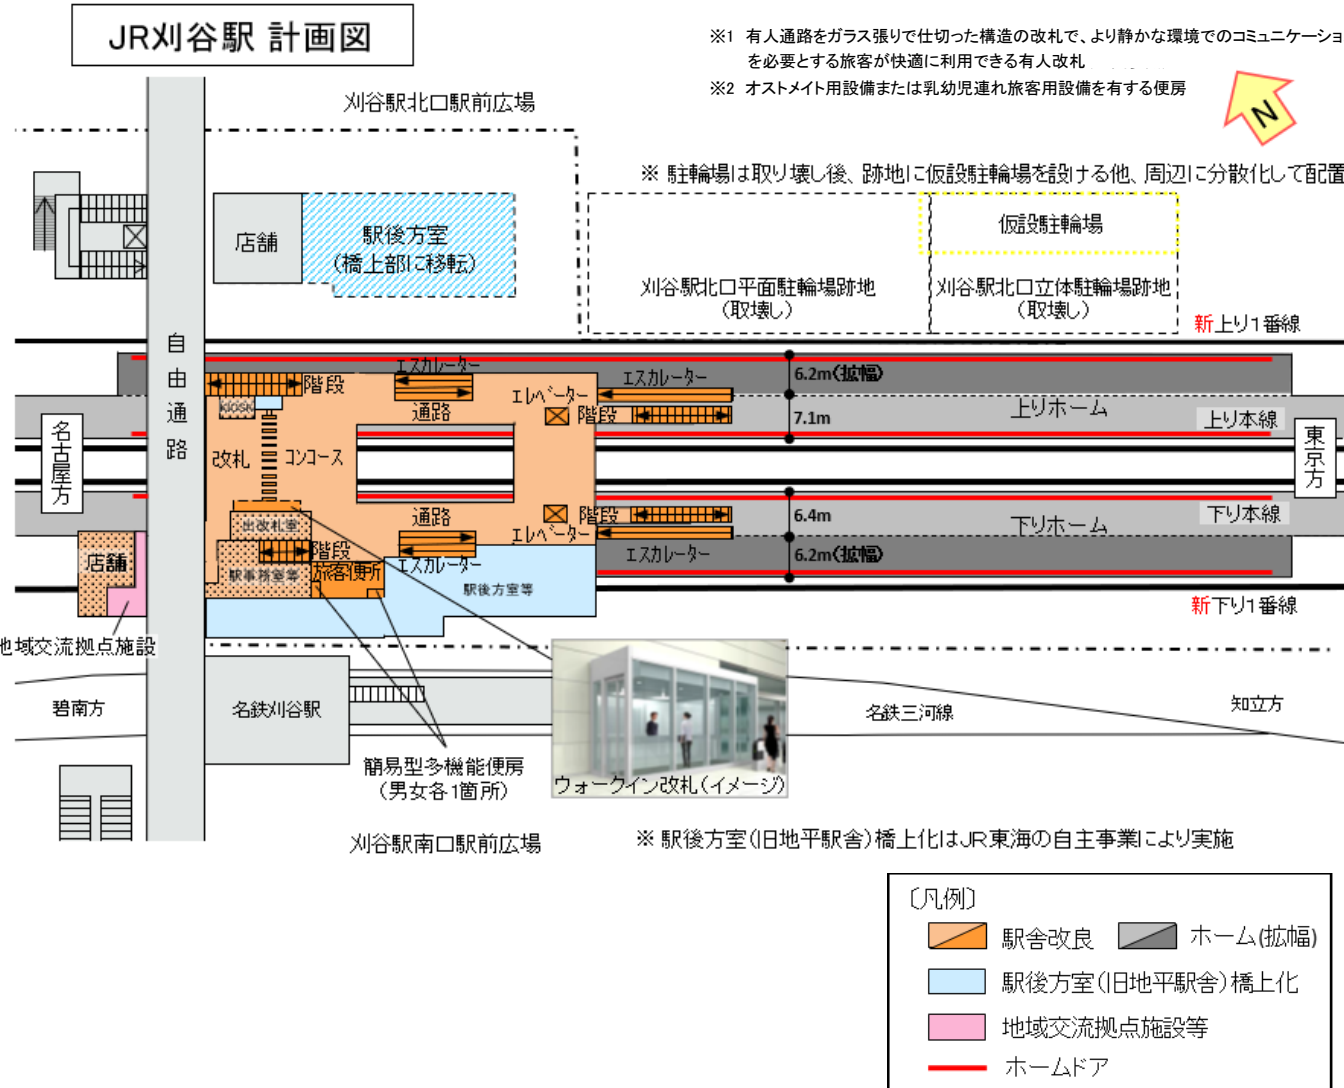 JR刈谷駅 計画図
※1 有人通路をガラス張りで仕切った構造の改札で、より静かな環境でのコミュニケーショ
を必要とする旅客が快適に利用できる有人改札
※2 オストメイト用設備または乳幼児連れ旅客用設備を有する便房
N
刈谷駅北口駅前広場
※ 駐輪場は取り壊し後、跡地に仮設駐輪場を設ける他、周辺に分散化して配置
店舗
駅後方室
(橋上部に移転)
仮設駐輪場
刈谷駅北口平面駐輪場跡地
(取壊し)
刈谷駅北口立体駐輪場跡地
(取壊し)
新上り1番線
自由通路
エスカレーター
階段
KIOSK
通路
エレベーター
エスカレーター
階段
6.2m(拡幅)
7.1m
上りホーム
上り本線
名古屋方
東京方
改札
コンコース
出改札室
通路
エレベーター
階段
6.4m
下りホーム
下り本線
店舗
階段
駅事務室等
旅客便所
エスカレーター
駅後方室等
エスカレーター
6.2m(拡幅)
新下り1番線
地域交流拠点施設
碧南方
名鉄刈谷駅
名鉄三河線
知立方
簡易型多機能便房
(男女各1箇所)
ウォークイン改札(イメージ)
刈谷駅南口駅前広場
※ 駅後方室(旧地平駅舎)橋上化はJR東海の自主事業により実施
〔凡例〕
駅舎改良
ホーム(拡幅)
駅後方室(旧地平駅舎)橋上化
地域交流拠点施設等
ホームドア